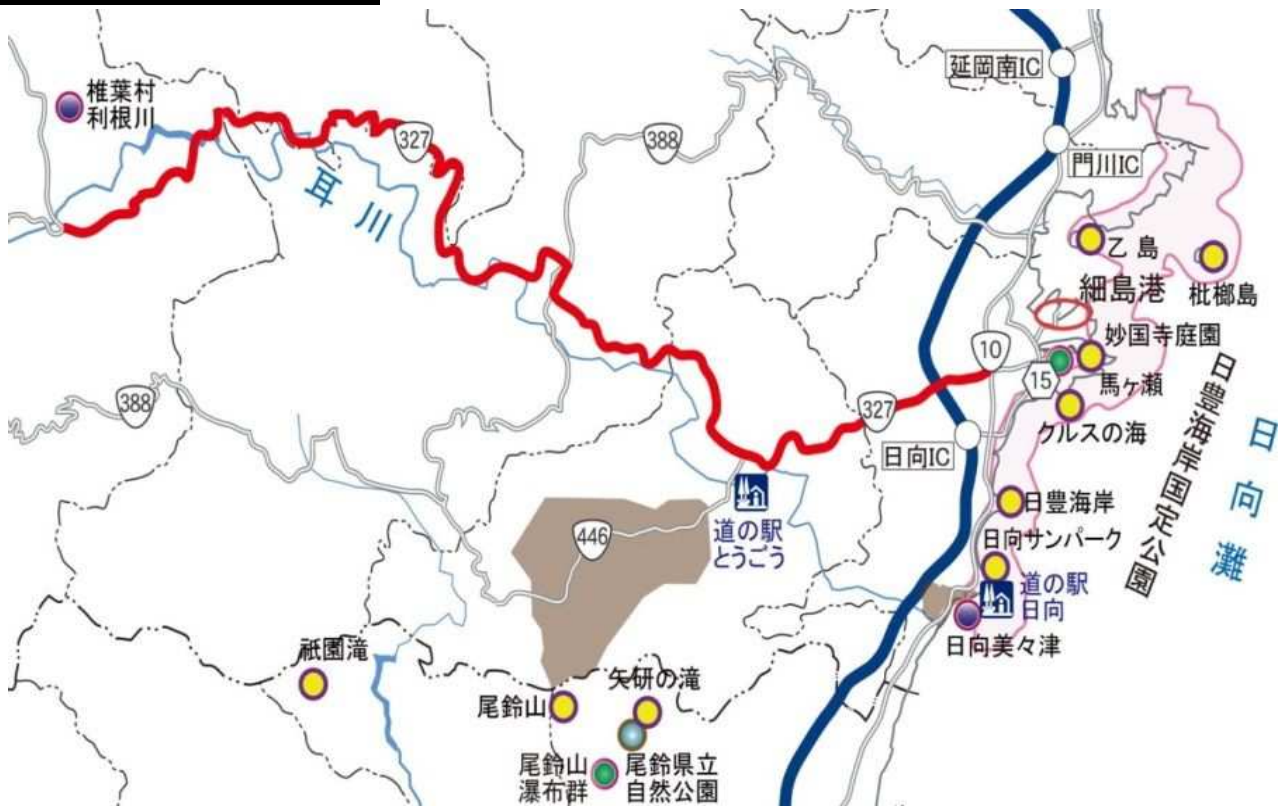 延岡南IC
椎葉村
利根川
327
388
門川IC
耳川
乙島
枇榔島
細島港
妙国寺庭園
10
15
馬ヶ瀬
クルスの海
388
327
日向IC
日豊海岸国定公園
日向灘
日豊海岸
道の駅
とうごう
446
日向サンパーク
道の駅
日向
日向美々津
祇園滝
矢研の滝
尾鈴山
尾鈴山
瀑布群
尾鈴県立
自然公園